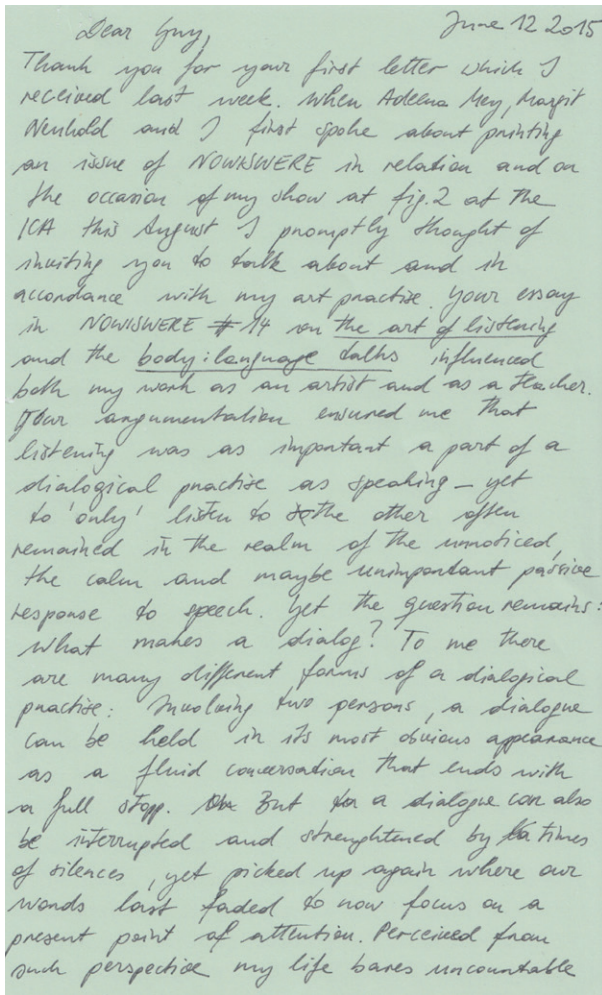 June 12 2015
Dear Guy,
Thank you for your first letter which I
received last week. When Adeena Mey, Margit
Neuhold and I first spoke about printing
an issue of NOWISWERE in relation and on
the occasion of my show at fig.2 at the
ICA this August I promptly thought of
inviting you to talk about and in
accordance with my art practise. Your essay
in NOWISWERE #14 on the art of listening
and the body:language talks influenced
both my work as an artist and as a teacher.
Your argumentation ensured me that
listening was as important a part of a
dialogical practise as speaking – yet
to 'only' listen to the other often
remained in the realm of the unnoticed,
the calm and maybe unimportant passive
response to speech. Yet the question remains:
what makes a dialog? To me there
are many different forms of a dialogical
practise: Involving two persons, a dialogue
can be held in its most obvious appearance
as a fluid conversation that ends with
a full stopp. But a dialogue can also
be interrupted and strenghtened by times
of silences, yet picked up again where our
words last faded to now focus on a
present point of attention. Perceived from
such perspective my life bares uncountable